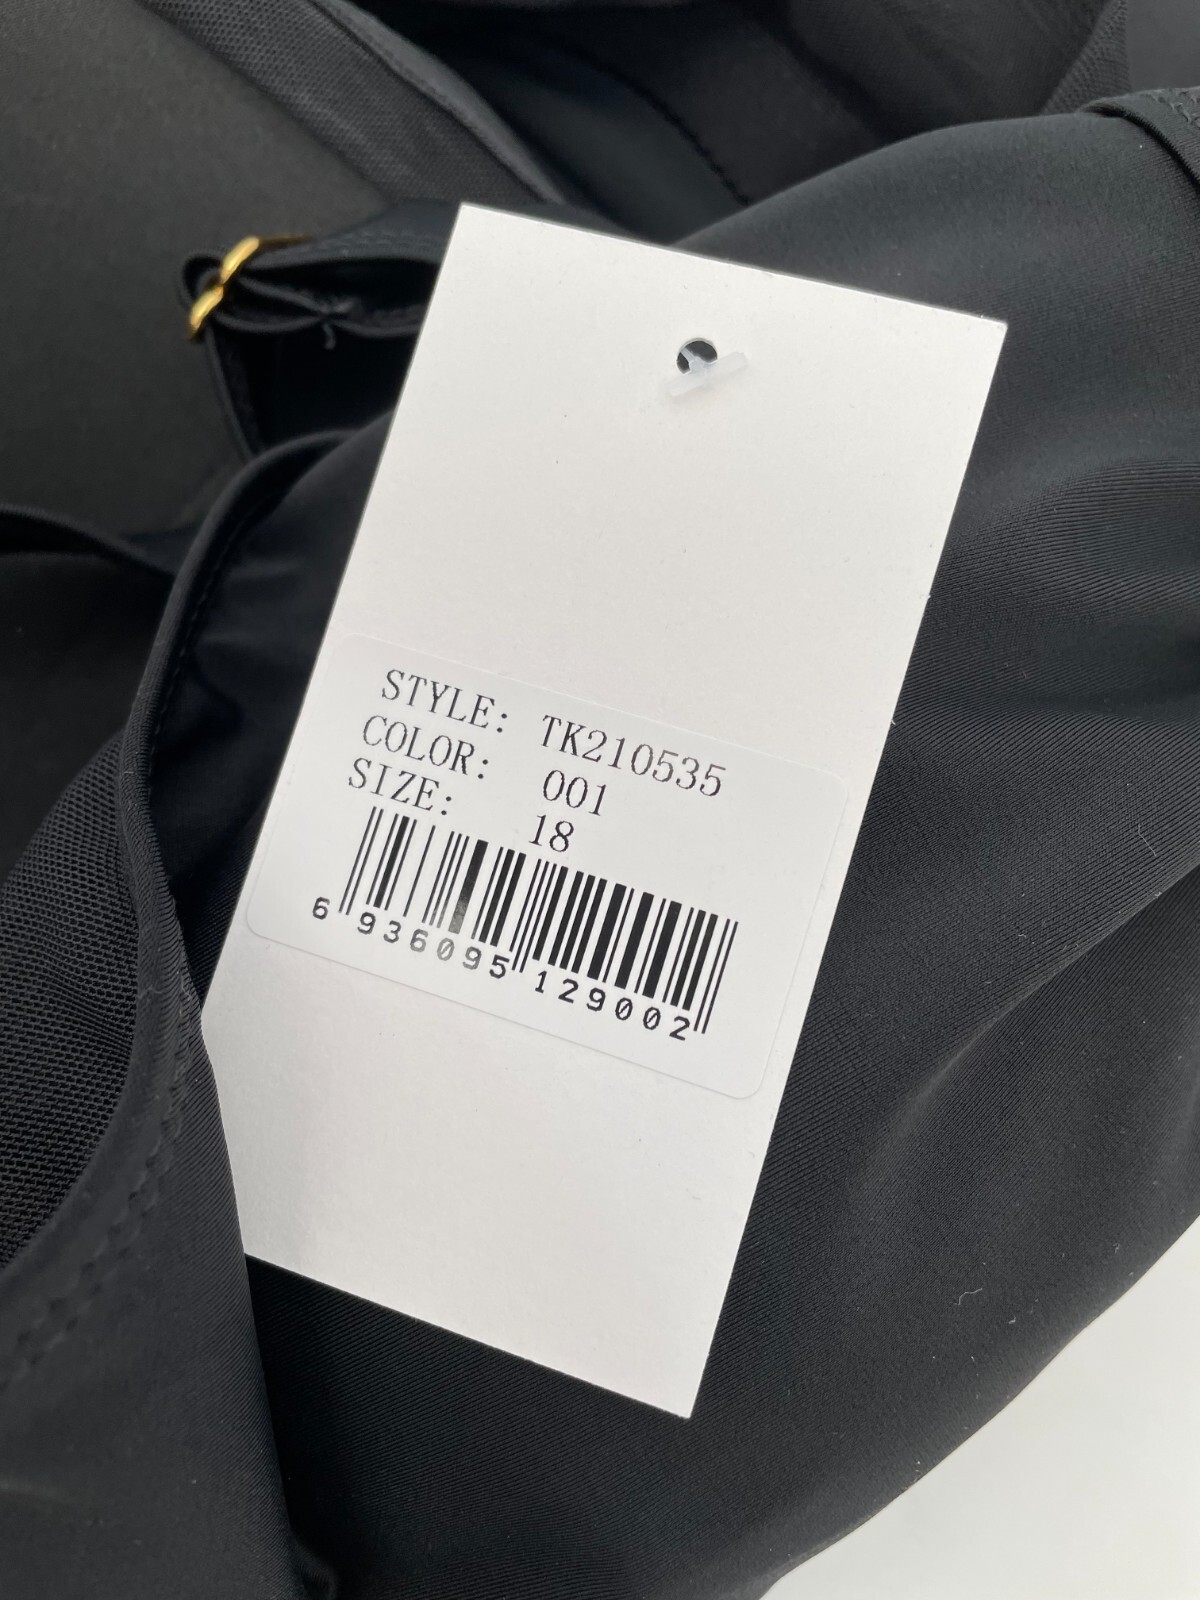 STYLE: TK210535
COLOR: 001
SIZE: 18
6 936095 129002